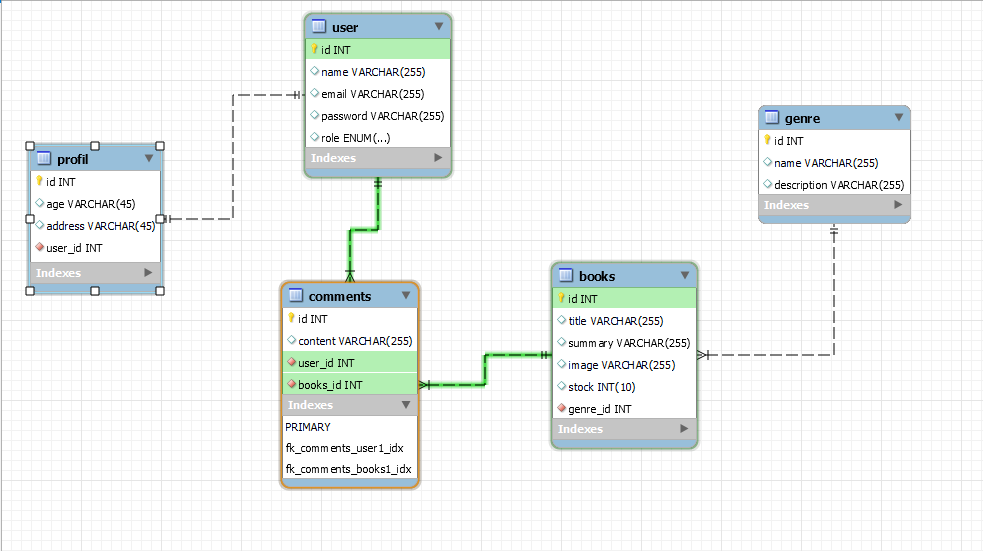 user
id INT
name VARCHAR(255)
email VARCHAR(255)
password VARCHAR(255)
role ENUM(...)
Indexes
profil
id INT
age VARCHAR(45)
address VARCHAR(45)
user_id INT
Indexes
genre
id INT
name VARCHAR(255)
description VARCHAR(255)
Indexes
comments
id INT
content VARCHAR(255)
user_id INT
books_id INT
Indexes
PRIMARY
fk_comments_user1_idx
fk_comments_books1_idx
books
id INT
title VARCHAR(255)
summary VARCHAR(255)
image VARCHAR(255)
stock INT(10)
genre_id INT
Indexes